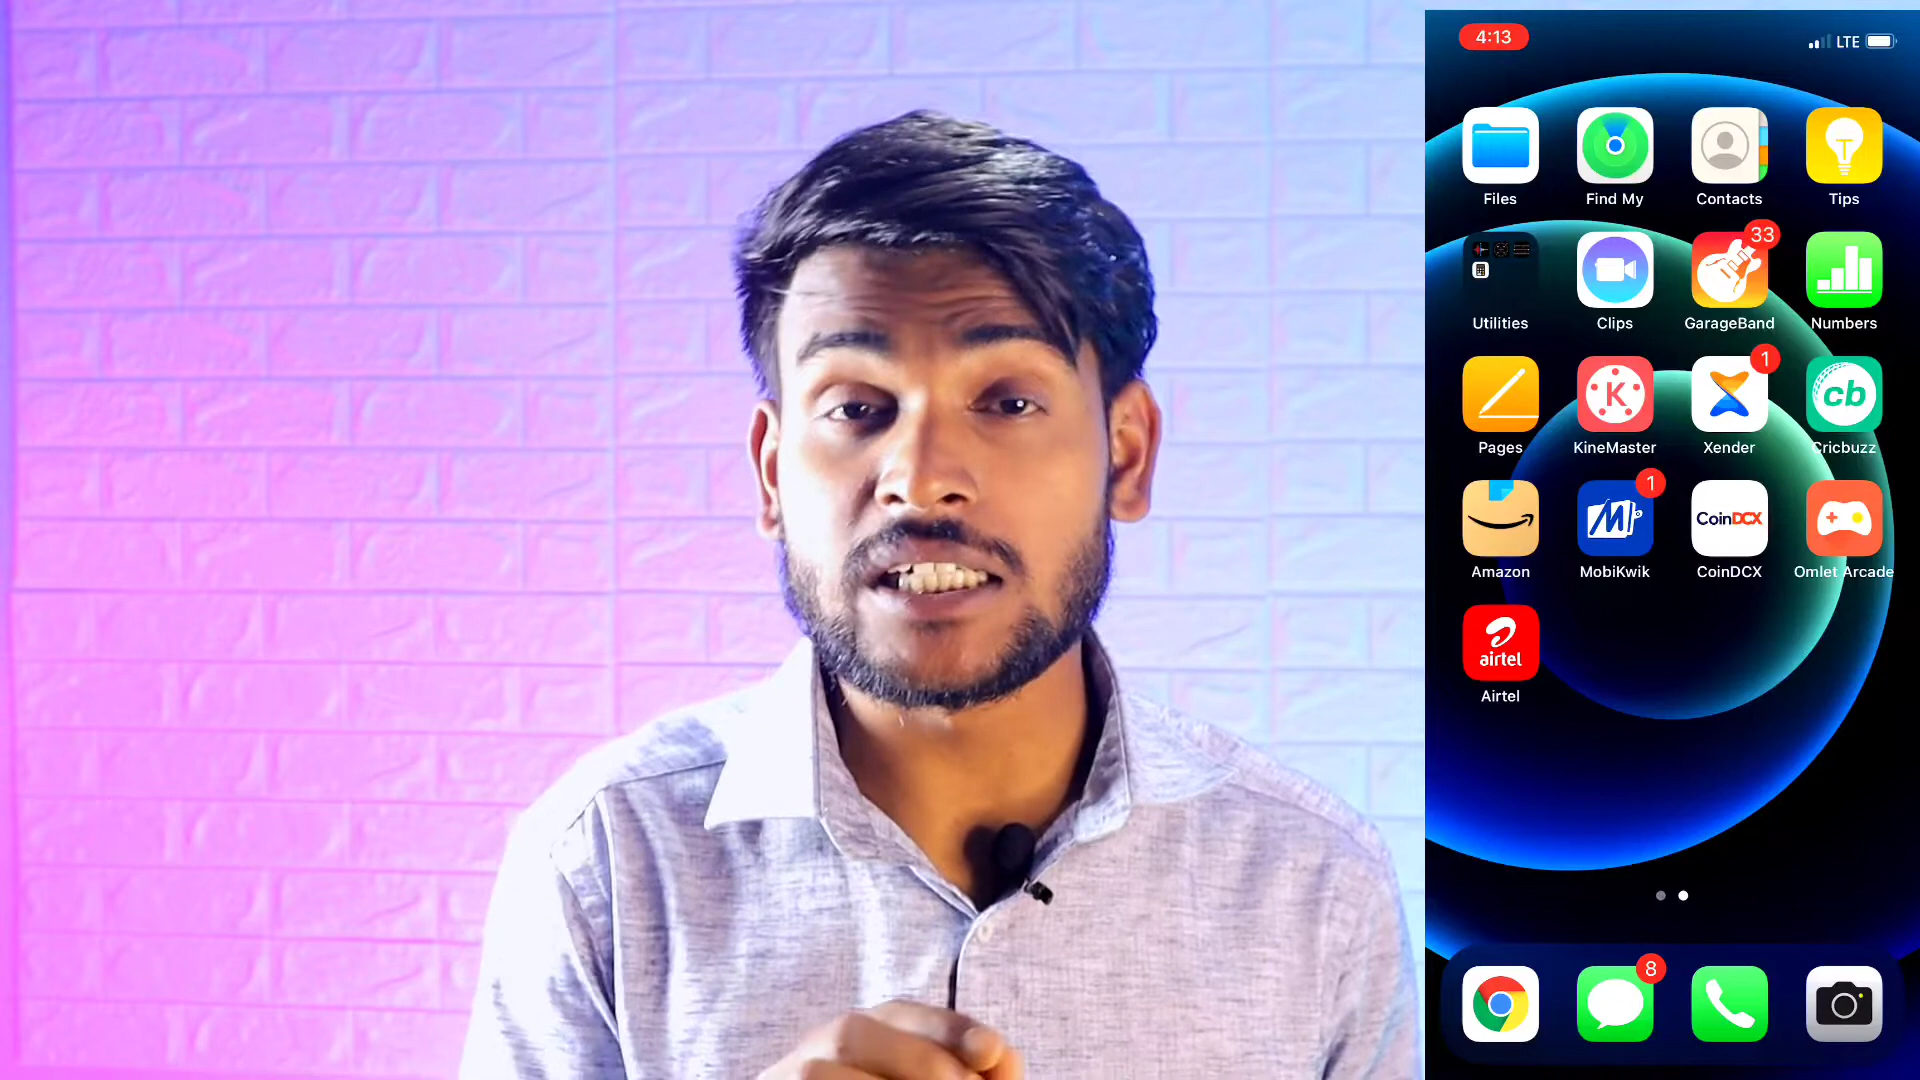 4:13
LTE
Files
Find My
Contacts
Tips
33
Utilities
Clips
GarageBand
Numbers
1
K
cb
Pages
KineMaster
Xender
Cricbuzz
1
CoinDCX
Amazon
MobiKwik
CoinDCX
Omlet Arcade
airtel
Airtel
8